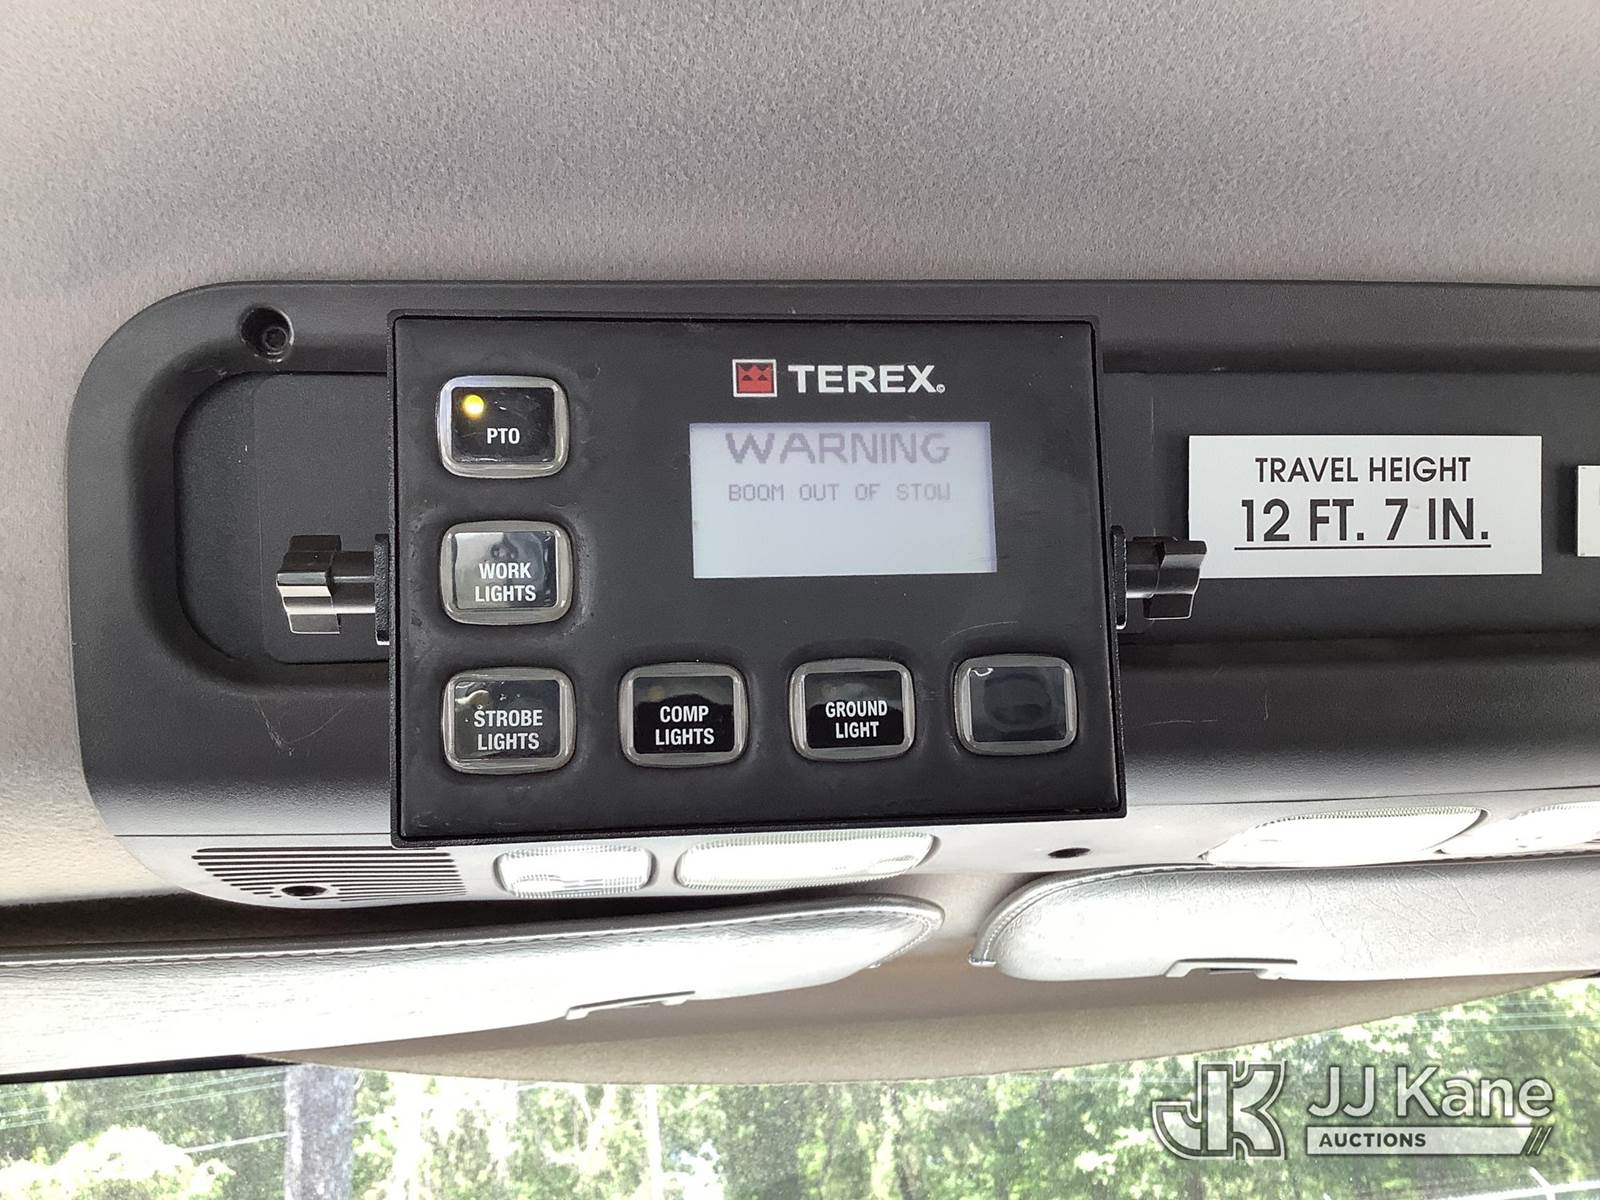 TEREX
WARNING
BOOM OUT OF STOW
PTO
WORK
LIGHTS
STROBE
LIGHTS
COMP
LIGHTS
GROUND
LIGHT
TRAVEL HEIGHT
12 FT. 7 IN.
JK JJ Kane
AUCTIONS